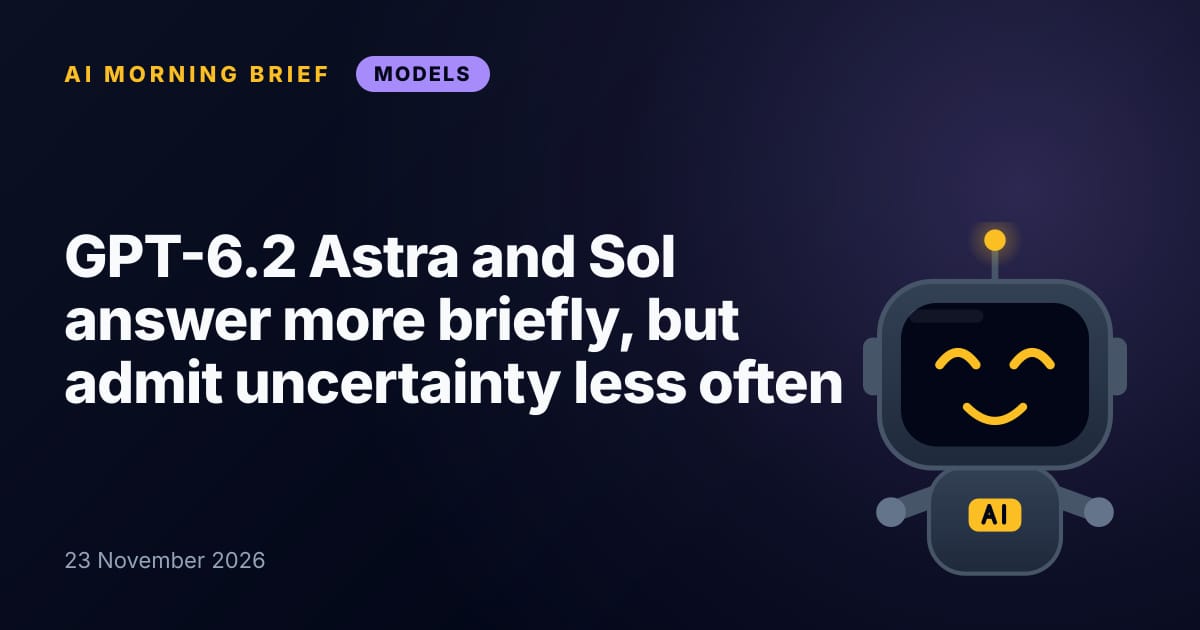 AI MORNING BRIEF
MODELS
GPT-6.2 Astra and Sol
answer more briefly, but
admit uncertainty less often
AI
23 November 2026